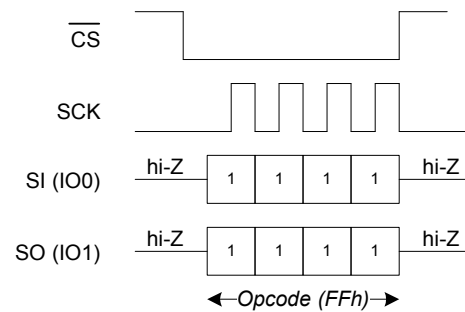 CS
SCK
hi-Z hi-Z
SI (IO0) 1 1 1 1
hi-Z hi-Z
SO (IO1) 1 1 1 1
Opcode (FFh)